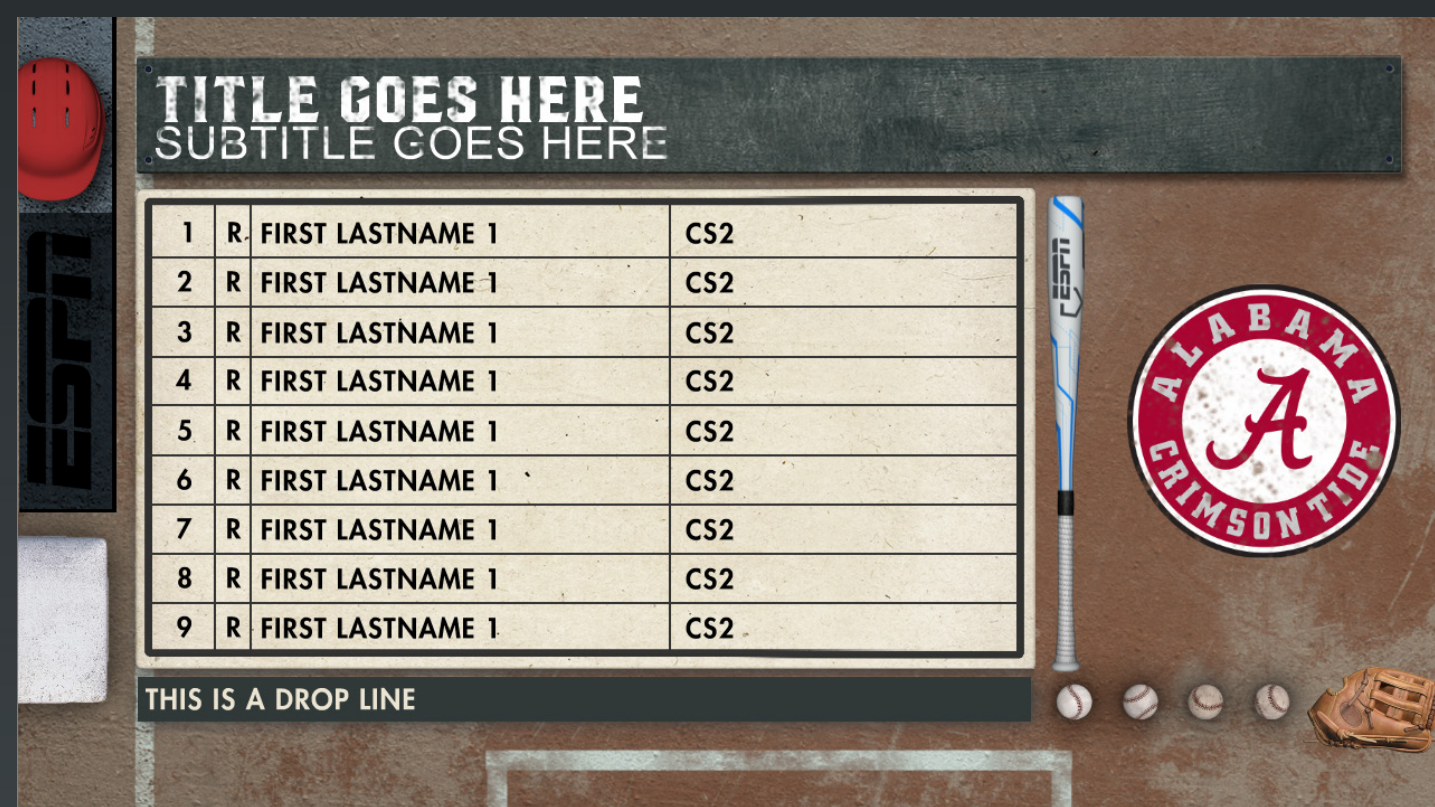 TITLE GOES HERE
SUBTITLE GOES HERE
ESPN
1 R FIRST LASTNAME 1 CS2
2 R FIRST LASTNAME 1 CS2
3 R FIRST LASTNAME 1 CS2
4 R FIRST LASTNAME 1 CS2
5 R FIRST LASTNAME 1 CS2
6 R FIRST LASTNAME 1 CS2
7 R FIRST LASTNAME 1 CS2
8 R FIRST LASTNAME 1 CS2
9 R FIRST LASTNAME 1 CS2
ESPN
ALABAMA
A
CRIMSON TIDE
THIS IS A DROP LINE